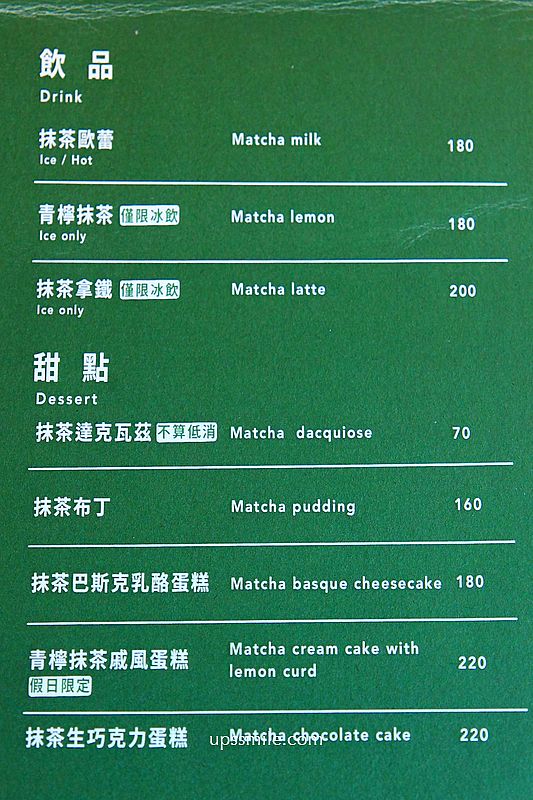 飲品
Drink
抹茶歐蕾 Matcha milk 180
Ice / Hot
青檸抹茶 僅限冰飲 Matcha lemon 180
Ice only
抹茶拿鐵 僅限冰飲 Matcha latte 200
Ice only
甜點
Dessert
抹茶達克瓦茲 不算低消 Matcha dacquiose 70
抹茶布丁 Matcha pudding 160
抹茶巴斯克乳酪蛋糕 Matcha basque cheesecake 180
青檸抹茶戚風蛋糕 Matcha cream cake with lemon curd 220
假日限定
抹茶生巧克力蛋糕 Matcha chocolate cake 220
upssmile.com